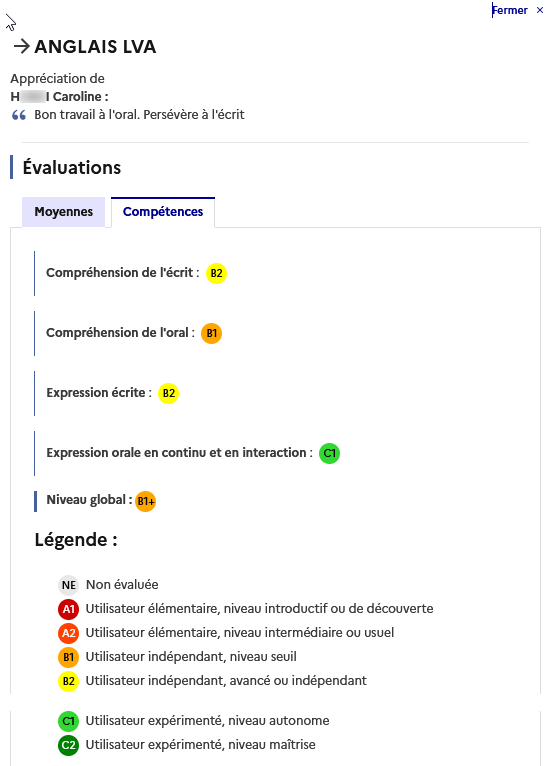 Fermer ×
→ ANGLAIS LVA
Appréciation de
Caroline :
“ Bon travail à l'oral. Persévère à l'écrit
Évaluations
Moyennes Compétences
Compréhension de l'écrit : B2
Compréhension de l'oral : B1
Expression écrite : B2
Expression orale en continu et en interaction : C1
Niveau global : B1+
Légende :
NE Non évaluée
A1 Utilisateur élémentaire, niveau introductif ou de découverte
A2 Utilisateur élémentaire, niveau intermédiaire ou usuel
B1 Utilisateur indépendant, niveau seuil
B2 Utilisateur indépendant, avancé ou indépendant
C1 Utilisateur expérimenté, niveau autonome
C2 Utilisateur expérimenté, niveau maîtrise